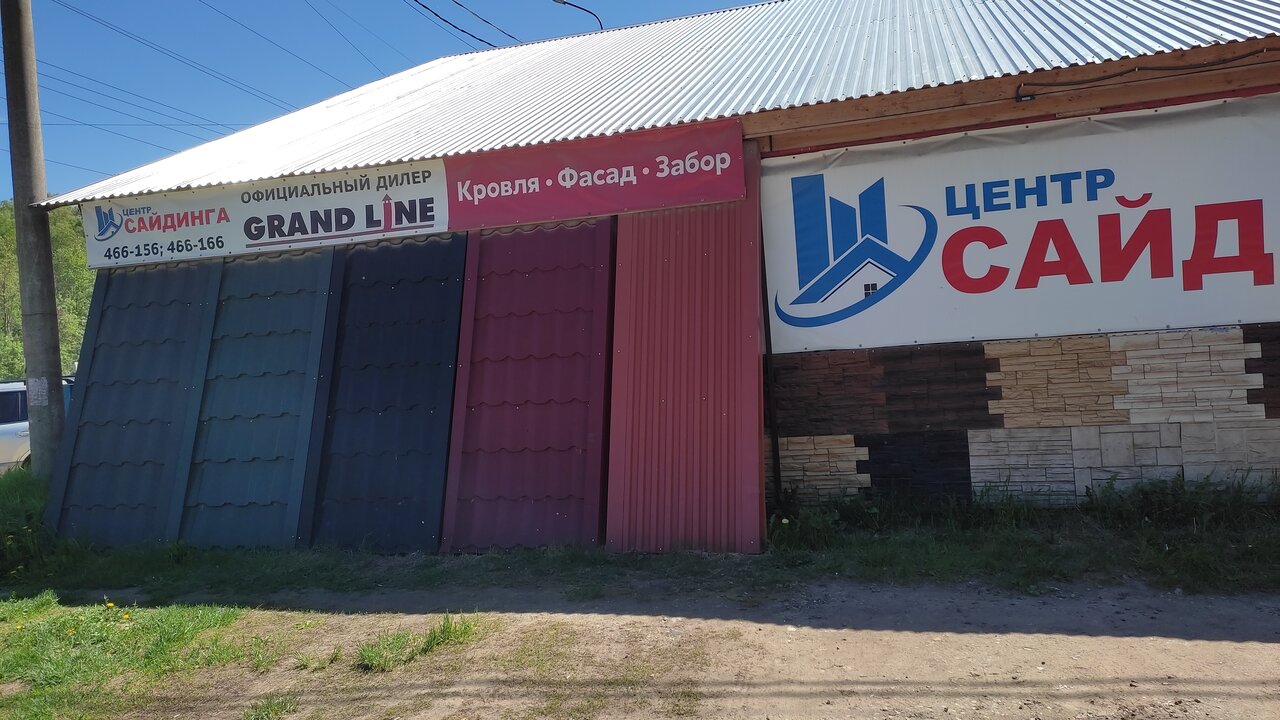 ЦЕНТР
САЙДИНГА
466-156; 466-166
ОФИЦИАЛЬНЫЙ ДИЛЕР
GRAND LINE
Кровля • Фасад • Забор
ЦЕНТР
САЙД